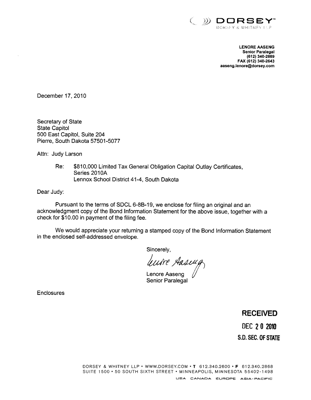 DORSEY™
DORSEY & WHITNEY LLP
LENORE AASENG
Senior Paralegal
(612) 340-2669
FAX (612) 340-2643
aaseng.lenore@dorsey.com
December 17, 2010
Secretary of State
State Capitol
500 East Capitol, Suite 204
Pierre, South Dakota 57501-5077
Attn: Judy Larson
Re: $810,000 Limited Tax General Obligation Capital Outlay Certificates,
Series 2010A
Lennox School District 41-4, South Dakota
Dear Judy:
Pursuant to the terms of SDCL 6-8B-19, we enclose for filing an original and an
acknowledgment copy of the Bond Information Statement for the above issue, together with a
check for $10.00 in payment of the filing fee.
We would appreciate your returning a stamped copy of the Bond Information Statement
in the enclosed self-addressed envelope.
Sincerely,
Lenore Aaseng
Lenore Aaseng
Senior Paralegal
Enclosures
RECEIVED
DEC 20 2010
S.D. SEC. OF STATE
DORSEY & WHITNEY LLP • WWW.DORSEY.COM • T 612.340.2600 • F 612.340.2868
SUITE 1500 • 50 SOUTH SIXTH STREET • MINNEAPOLIS, MINNESOTA 55402-1498
USA CANADA EUROPE ASIA-PACIFIC